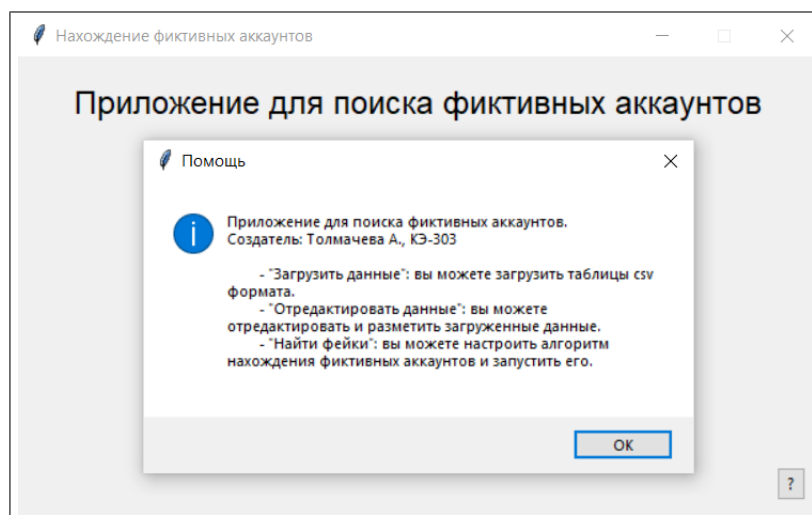 Нахождение фиктивных аккаунтов
Приложение для поиска фиктивных аккаунтов
Помощь
Приложение для поиска фиктивных аккаунтов.
Создатель: Толмачева А., КЭ-303
- "Загрузить данные": вы можете загрузить таблицы csv
формата.
- "Отредактировать данные": вы можете
отредактировать и разметить загруженные данные.
- "Найти фейки": вы можете настроить алгоритм
нахождения фиктивных аккаунтов и запустить его.
ОК
?